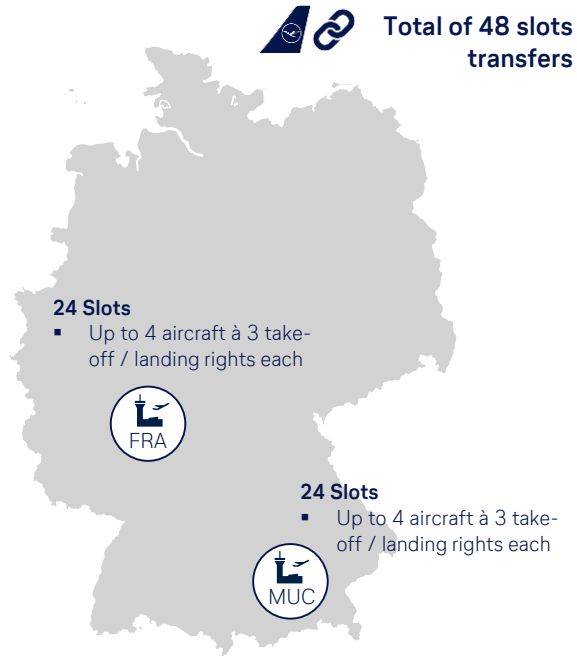 Total of 48 slots
transfers
24 Slots
▪ Up to 4 aircraft à 3 take-
off / landing rights each
FRA
24 Slots
▪ Up to 4 aircraft à 3 take-
off / landing rights each
MUC